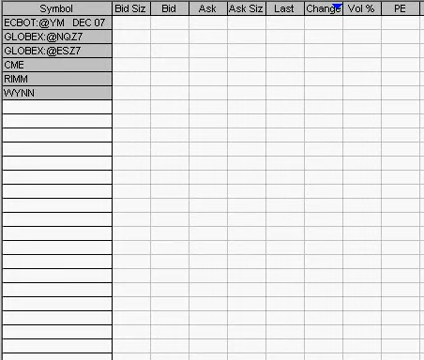 Symbol Bid Siz Bid Ask Ask Siz Last Change Vol % PE
ECBOT:@YM DEC 07
GLOBEX:@NQZ7
GLOBEX:@ESZ7
CME
RIMM
WYNN